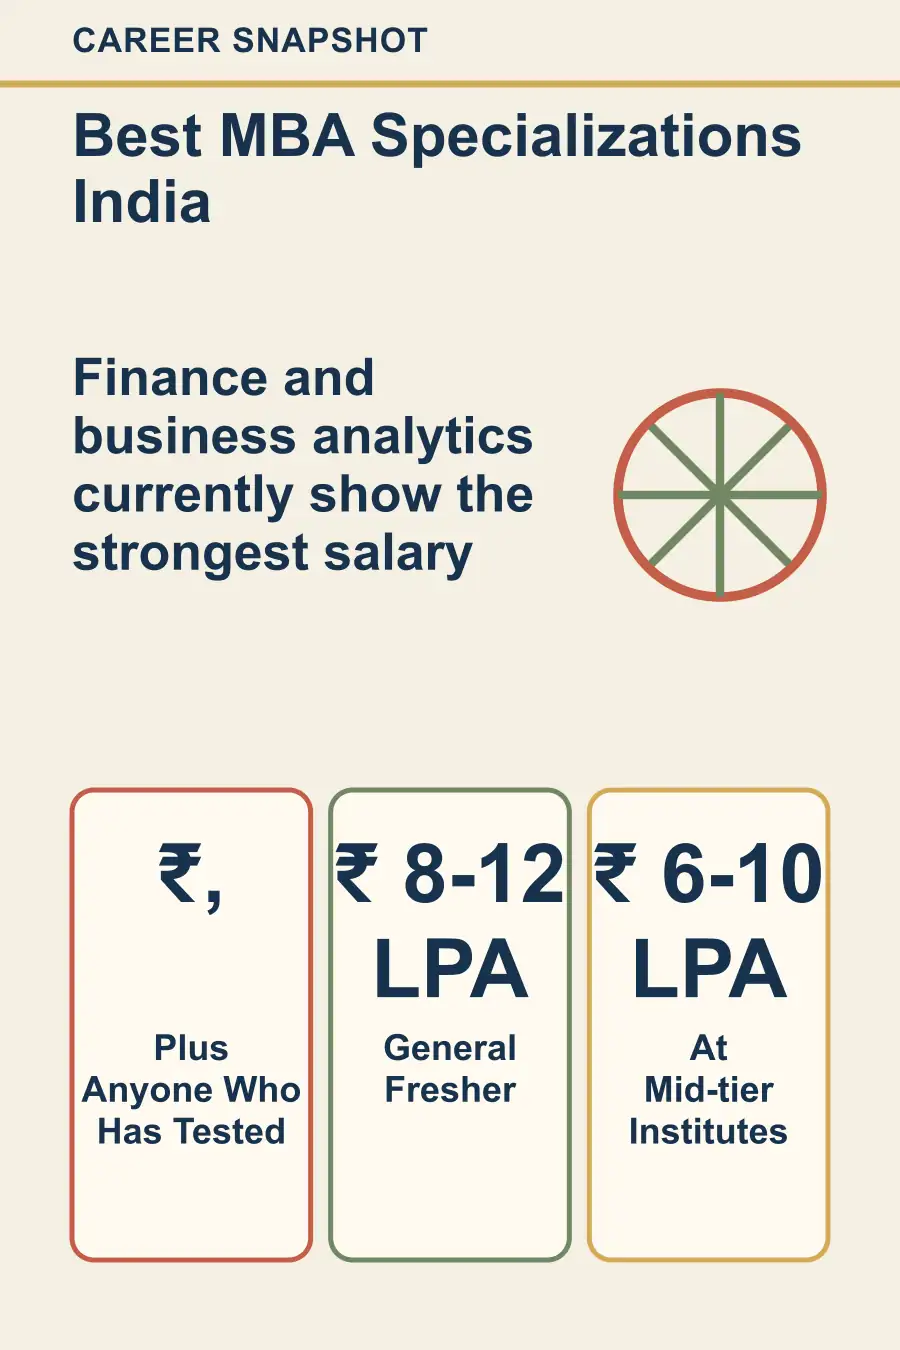 CAREER SNAPSHOT
Best MBA Specializations
India
Finance and
business analytics
currently show the
strongest salary
₹,
Plus
Anyone Who
Has Tested
₹ 8-12
LPA
General
Fresher
₹ 6-10
LPA
At
Mid-tier
Institutes